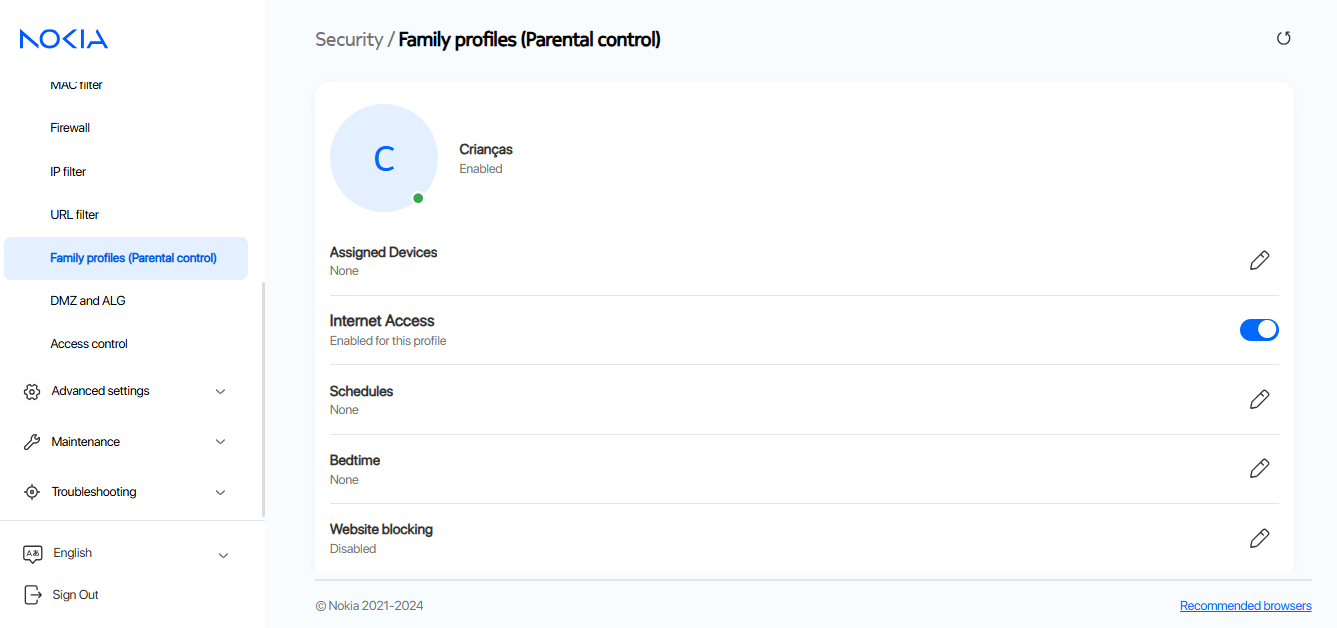 NOKIA
MAC filter
Firewall
IP filter
URL filter
Family profiles (Parental control)
DMZ and ALG
Access control
Advanced settings
Maintenance
Troubleshooting
English
Sign Out
Security / Family profiles (Parental control)
C
Crianças
Enabled
Assigned Devices
None
Internet Access
Enabled for this profile
Schedules
None
Bedtime
None
Website blocking
Disabled
© Nokia 2021-2024
Recommended browsers